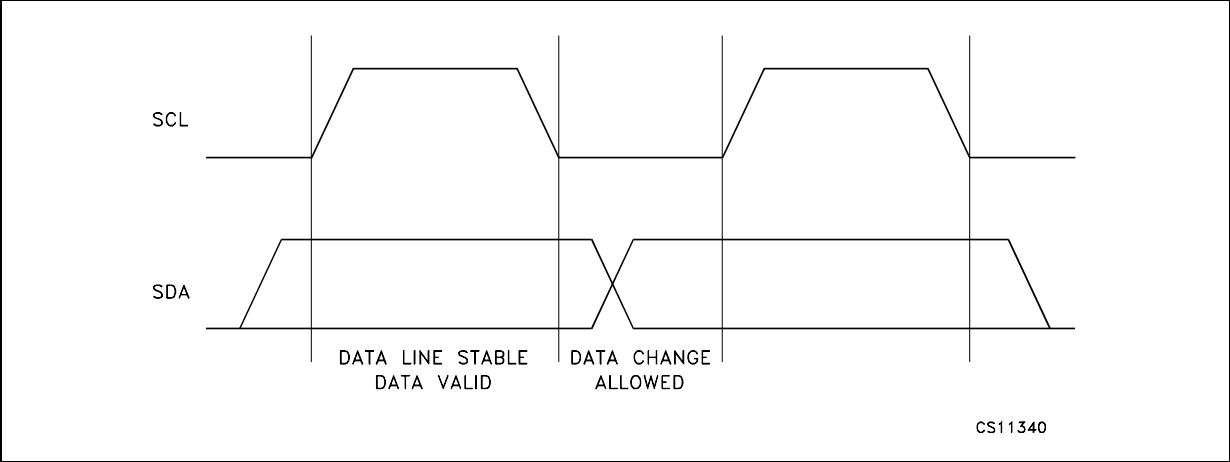 SCL
SDA
DATA LINE STABLE
DATA VALID
DATA CHANGE
ALLOWED
CS11340